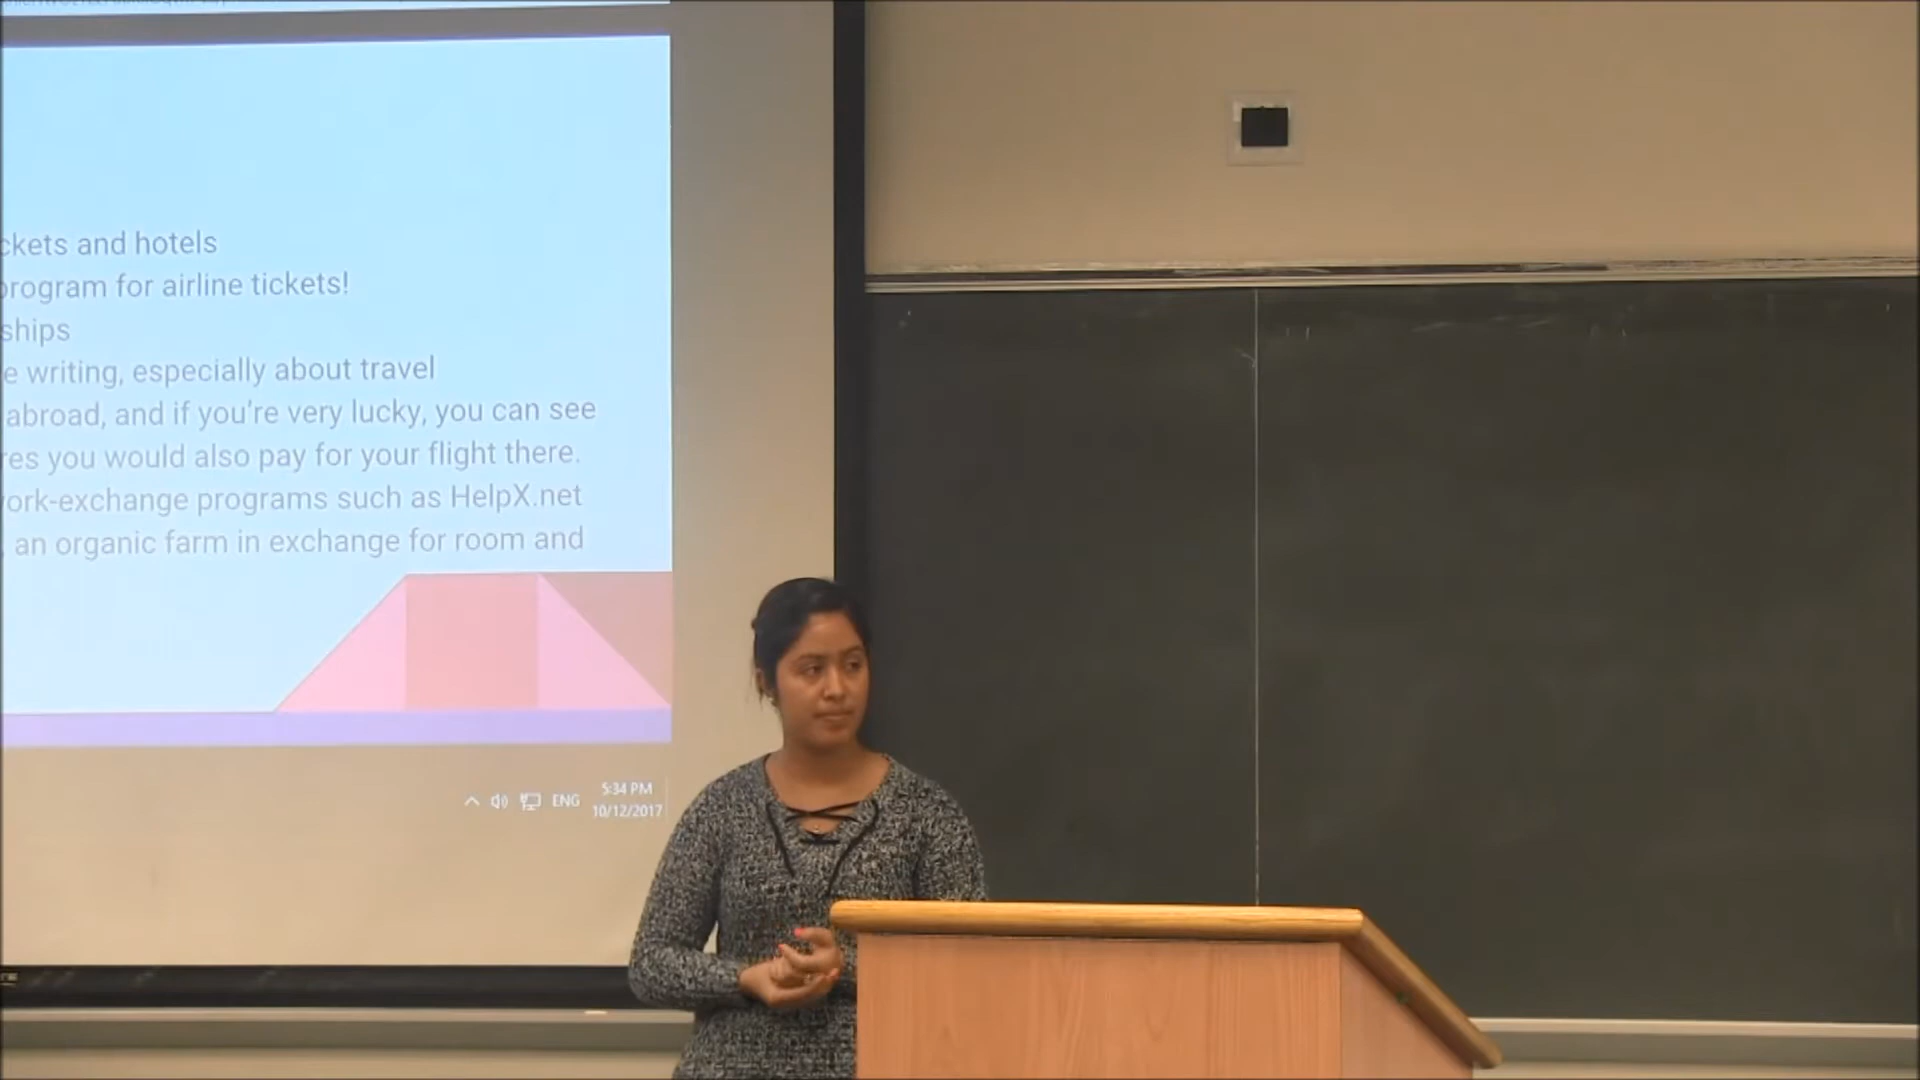 ckets and hotels
program for airline tickets!
ships
e writing, especially about travel
abroad, and if you're very lucky, you can see
res you would also pay for your flight there.
work-exchange programs such as HelpX.net
, an organic farm in exchange for room and
ENG
5:34 PM
10/12/2017